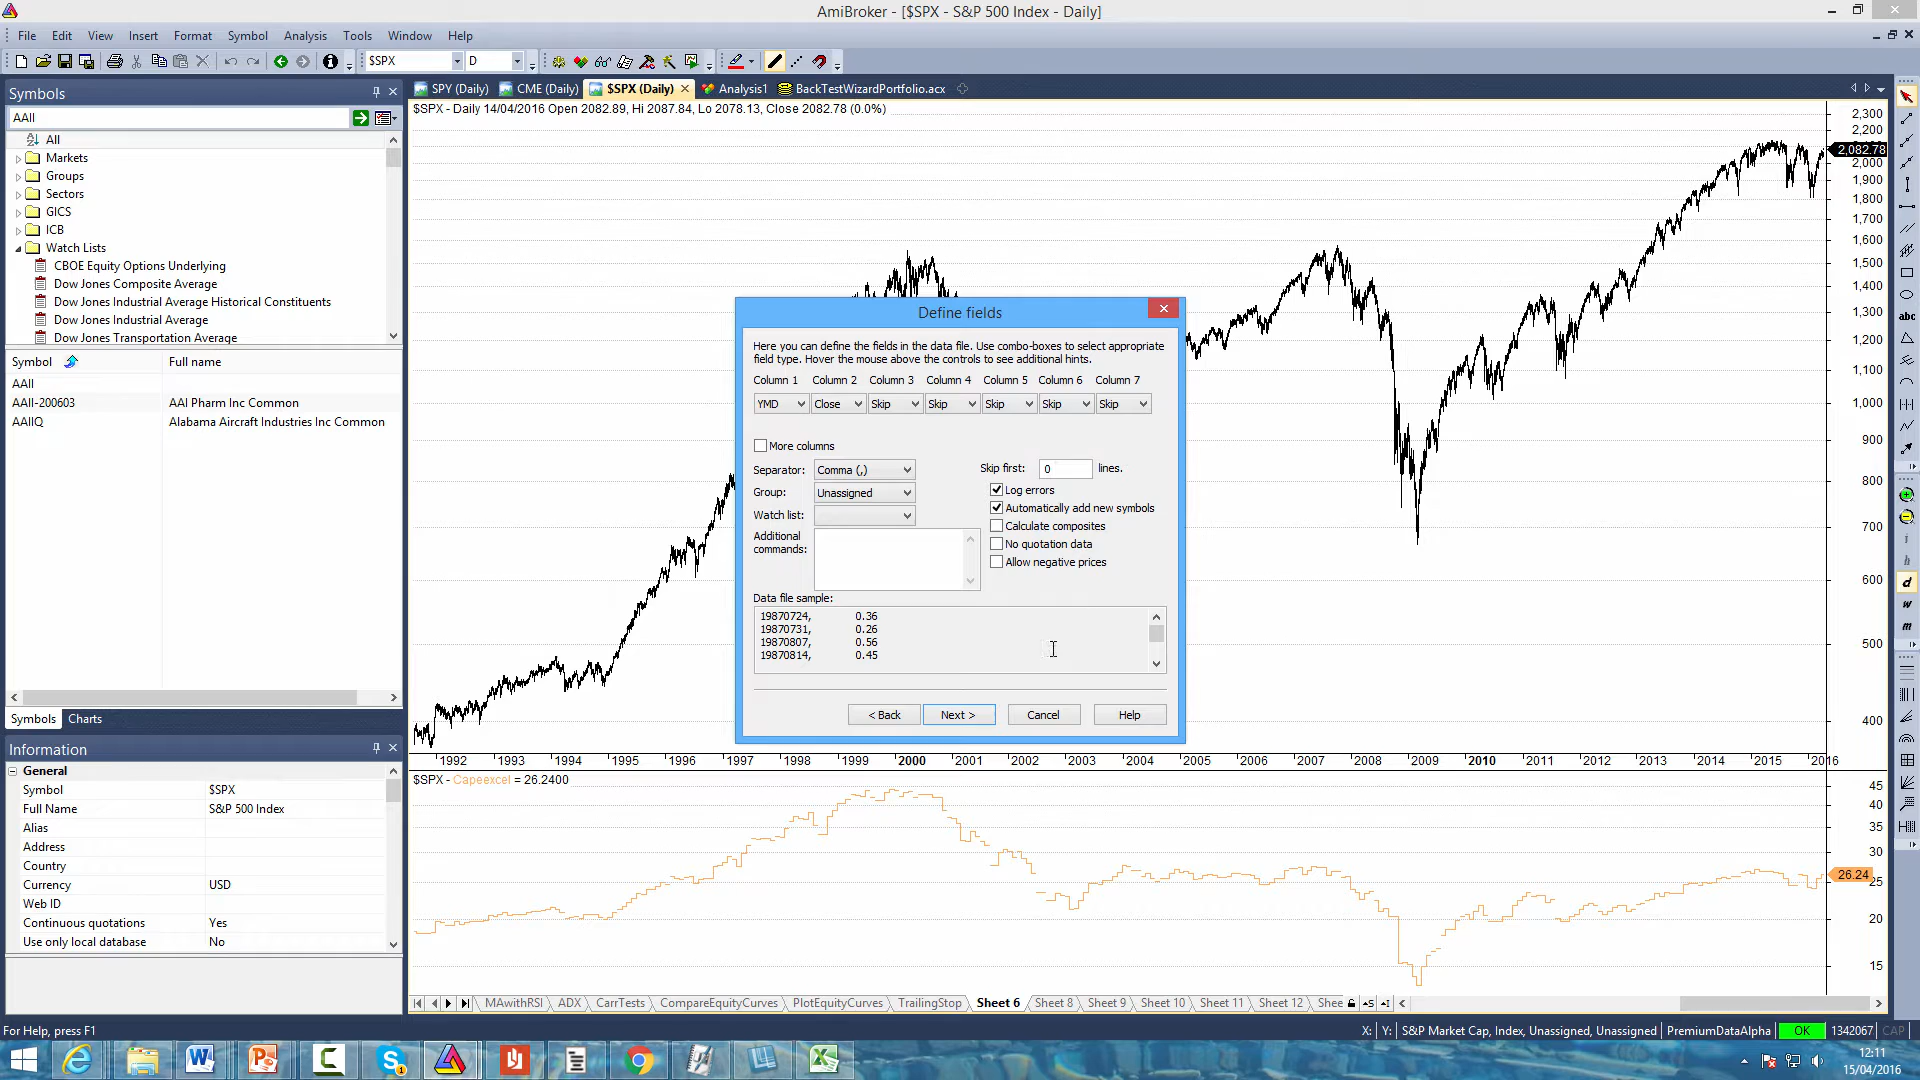 AmiBroker - [$SPX - S&P 500 Index - Daily]
File Edit View Insert Format Symbol Analysis Tools Window Help
$SPX D
Symbols
AAII
All
Markets
Groups
Sectors
GICS
ICB
Watch Lists
CBOE Equity Options Underlying
Dow Jones Composite Average
Dow Jones Industrial Average Historical Constituents
Dow Jones Industrial Average
Dow Jones Transportation Average
Symbol Full name
AAII
AAII-200603 AAI Pharm Inc Common
AAIIQ Alabama Aircraft Industries Inc Common
Symbols Charts
Information
General
Symbol $SPX
Full Name S&P 500 Index
Alias
Address
Country
Currency USD
Web ID
Continuous quotations Yes
Use only local database No
SPY (Daily) CME (Daily) $SPX (Daily) Analysis1 BackTestWizardPortfolio.acx
$SPX - Daily 14/04/2016 Open 2082.89, Hi 2087.84, Lo 2078.13, Close 2082.78 (0.0%)
2,300
2,200
2,082.78
2,000
1,900
1,800
1,700
1,600
1,500
1,400
1,300
1,200
1,100
1,000
900
800
700
600
500
400
Define fields
Here you can define the fields in the data file. Use combo-boxes to select appropriate
field type. Hover the mouse above the controls to see additional hints.
Column 1 Column 2 Column 3 Column 4 Column 5 Column 6 Column 7
YMD Close Skip Skip Skip Skip Skip
More columns
Separator: Comma (,)
Skip first: 0 lines.
Group: Unassigned
Log errors
Watch list:
Automatically add new symbols
Additional
commands:
Calculate composites
No quotation data
Allow negative prices
Data file sample:
19870724, 0.36
19870731, 0.26
19870807, 0.56
19870814, 0.45
< Back Next > Cancel Help
1992 1993 1994 1995 1996 1997 1998 1999 2000 2001 2002 2003 2004 2005 2006 2007 2008 2009 2010 2011 2012 2013 2014 2015 2016
$SPX - Capeexcel = 26.2400
45
40
35
30
26.24
25
20
15
abc
i
h
d
w
m
MAwithRSI ADX CarrTests CompareEquityCurves PlotEquityCurves TrailingStop Sheet 6 Sheet 8 Sheet 9 Sheet 10 Sheet 11 Sheet 12 Shee
For Help, press F1
X: Y: S&P Market Cap, Index, Unassigned, Unassigned PremiumDataAlpha OK 1342067 CAP
12:11
15/04/2016